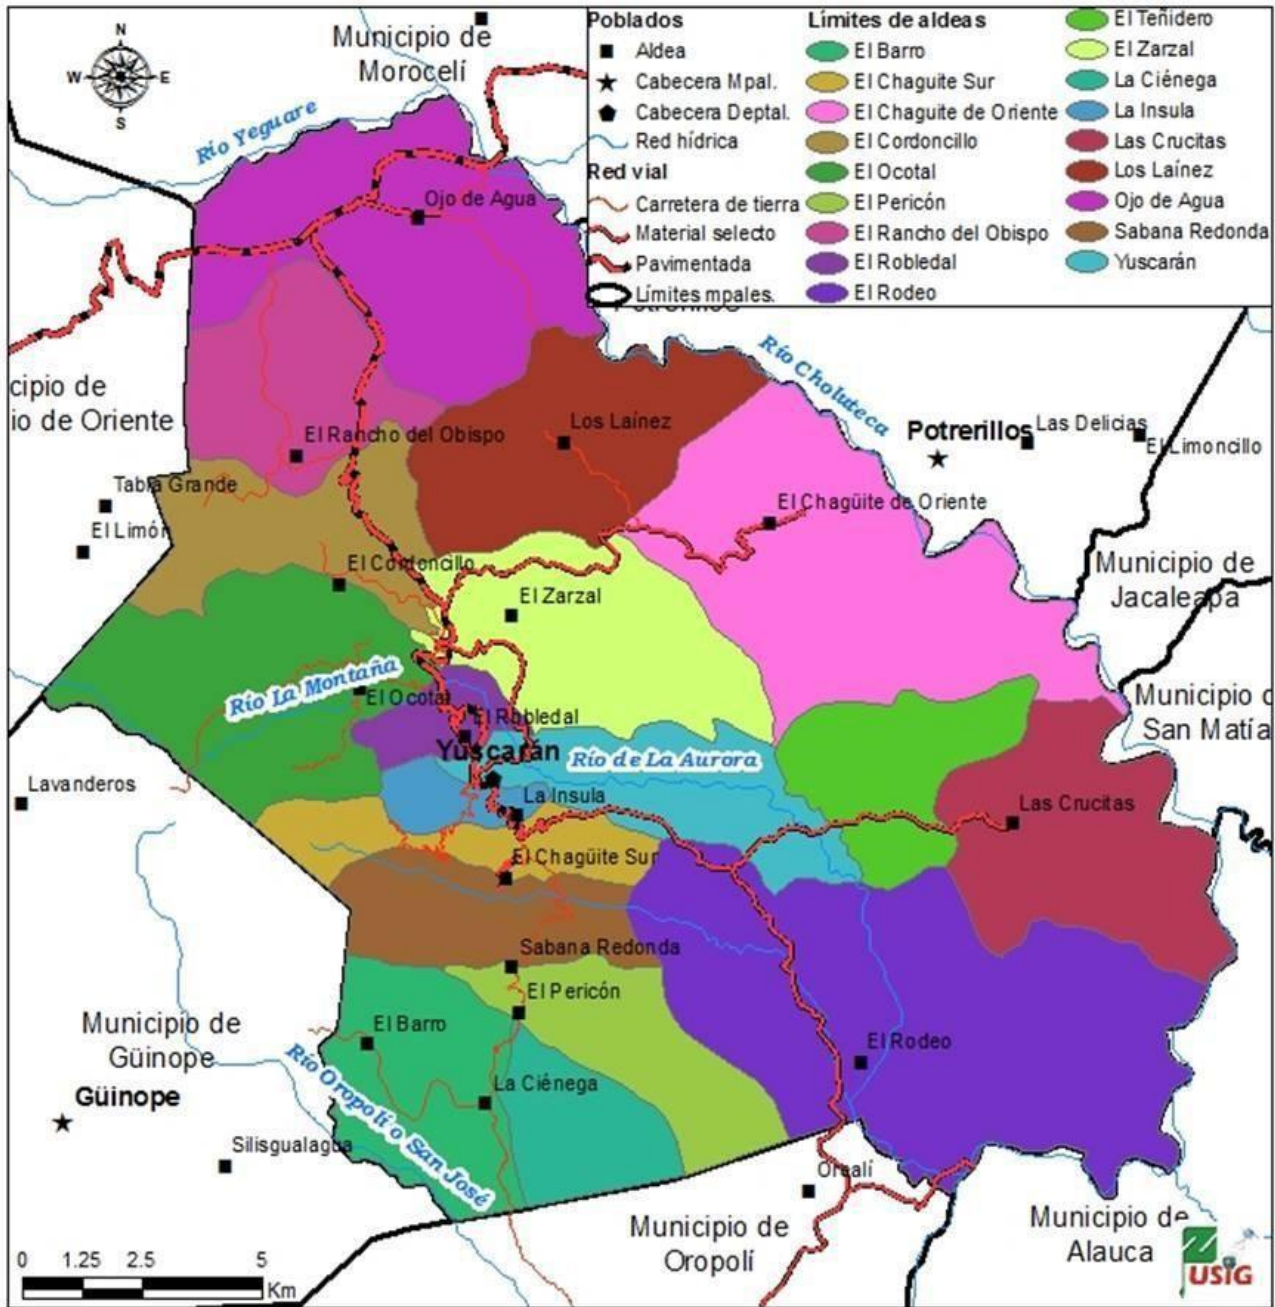 Poblados
Aldea
Cabecera Mpal.
Cabecera Deptal.
Red hídrica
Red vial
Carretera de tierra
Material selecto
Pavimentada
Límites mpales.
Límites de aldeas
El Barro
El Chaguite Sur
El Chaguite de Oriente
El Cordoncillo
El Ocotal
El Pericón
El Rancho del Obispo
El Robledal
El Rodeo
El Teñidero
El Zarzal
La Ciénega
La Insula
Las Crucitas
Los Laínez
Ojo de Agua
Sabana Redonda
Yuscarán
N
W E
S
Municipio de
Morocelí
Río Yeguare
Ojo de Agua
Río Choluteca
cipio de
io de Oriente
El Rancho del Obispo
Los Laínez
Potrerillos
Las Delicias
El Limoncillo
Tabla Grande
El Limón
El Chagüite de Oriente
El Cordoncillo
El Zarzal
Municipio de
Jacaleapa
Río La Montaña
El Ocotal
El Robledal
Yuscarán
Río de La Aurora
Municipio d
San Matía
Lavanderos
La Insula
Las Crucitas
El Chagüite Sur
Sabana Redonda
El Pericón
Municipio de
Güinope
El Barro
El Rodeo
Río Oropolí o San José
La Ciénega
Güinope
Silisgualagua
Municipio de
Oropolí
Municipio de
Alauca
0 1.25 2.5 5
Km
USIG